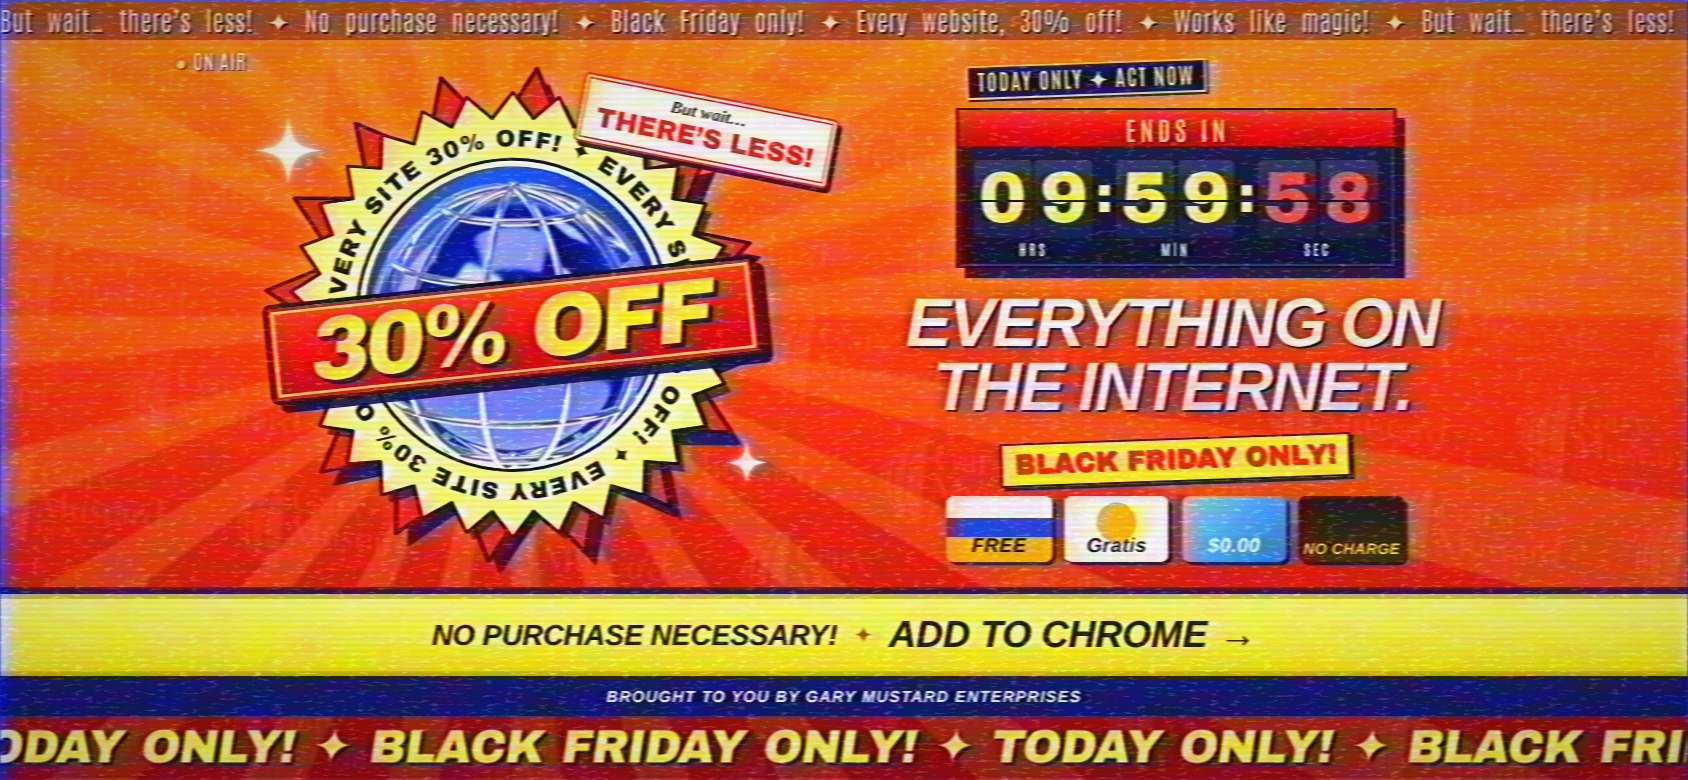 But wait... there's less! ✦ No purchase necessary! ✦ Black Friday only! ✦ Every website, 30% off! ✦ Works like magic! ✦ But wait... there's less!
• ON AIR
EVERY SITE 30% OFF! ✦ EVERY SITE 30% OFF! ✦
But wait...
THERE'S LESS!
30% OFF
TODAY ONLY ✦ ACT NOW
ENDS IN
09:59:58
HRS MIN SEC
EVERYTHING ON
THE INTERNET.
BLACK FRIDAY ONLY!
FREE Gratis $0.00 NO CHARGE
NO PURCHASE NECESSARY! ✦ ADD TO CHROME →
BROUGHT TO YOU BY GARY MUSTARD ENTERPRISES
ODAY ONLY! ✦ BLACK FRIDAY ONLY! ✦ TODAY ONLY! ✦ BLACK FRI